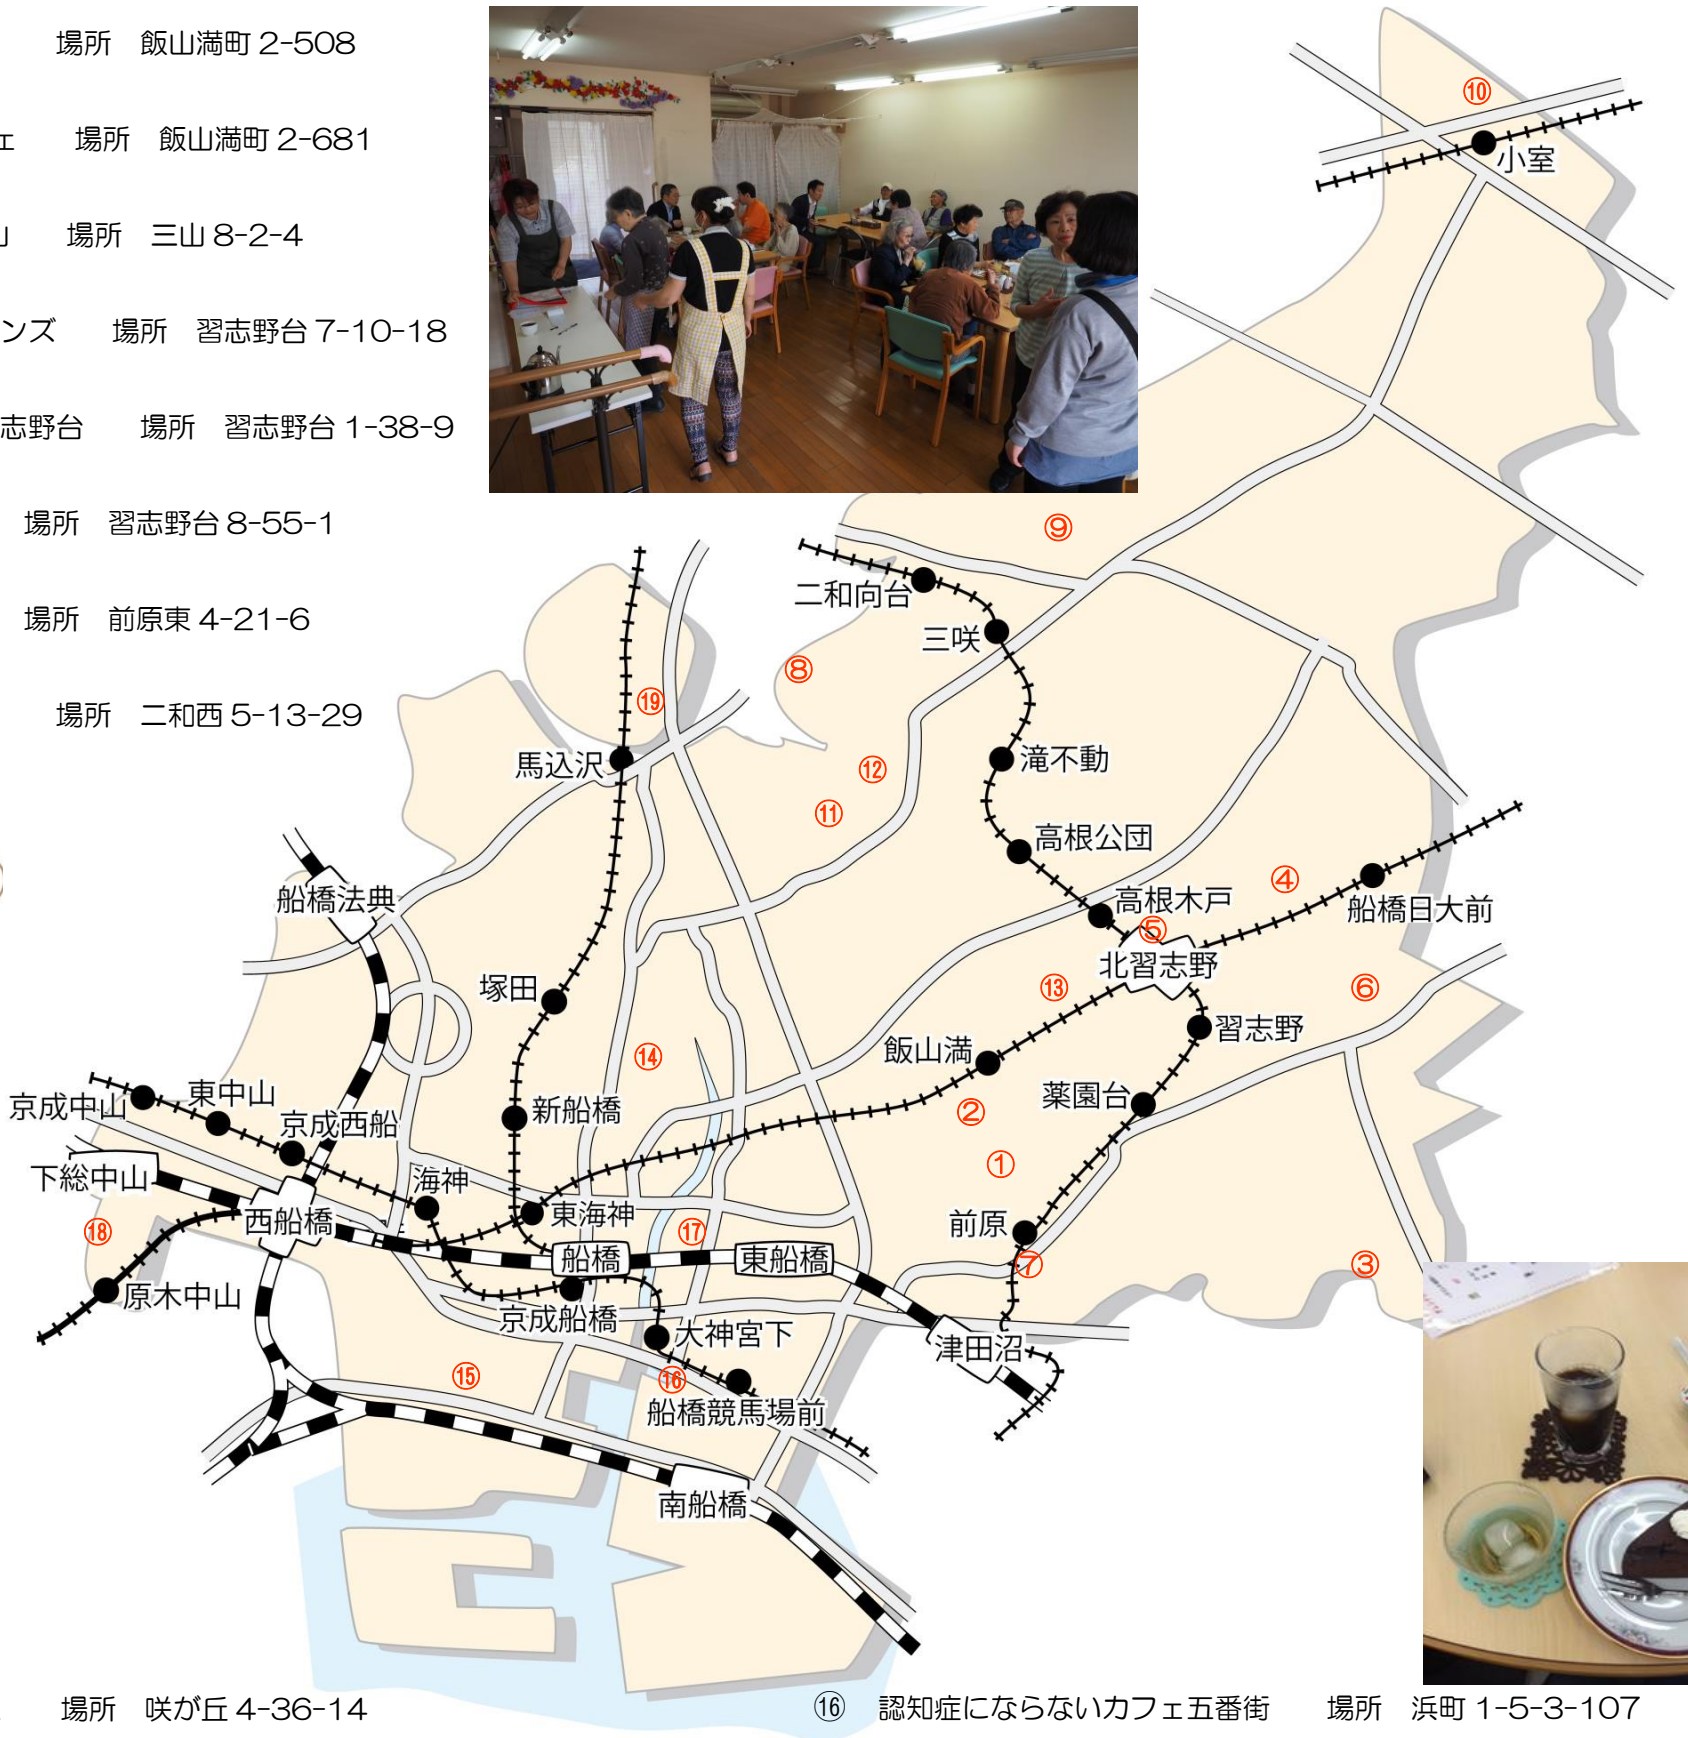 場所　飯山満町 2-508
ェ　　場所　飯山満町 2-681
山　　場所　三山 8-2-4
ンズ　　場所　習志野台 7-10-18
志野台　　場所　習志野台 1-38-9
場所　習志野台 8-55-1
場所　前原東 4-21-6
場所　二和西 5-13-29
⑩
小室
⑨
二和向台
三咲
⑧
⑲
馬込沢
滝不動
⑫
⑪
高根公団
④
船橋法典
高根木戸
船橋日大前
⑤
北習志野
塚田
⑬
⑥
習志野
飯山満
⑭
京成中山
東中山
新船橋
薬園台
②
京成西船
下総中山
①
海神
西船橋
東海神
前原
⑱
⑰
船橋
東船橋
⑦
③
原木中山
京成船橋
大神宮下
津田沼
⑮
⑯
船橋競馬場前
南船橋
場所　咲が丘 4-36-14
⑯　認知症にならないカフェ五番街　　場所　浜町 1-5-3-107